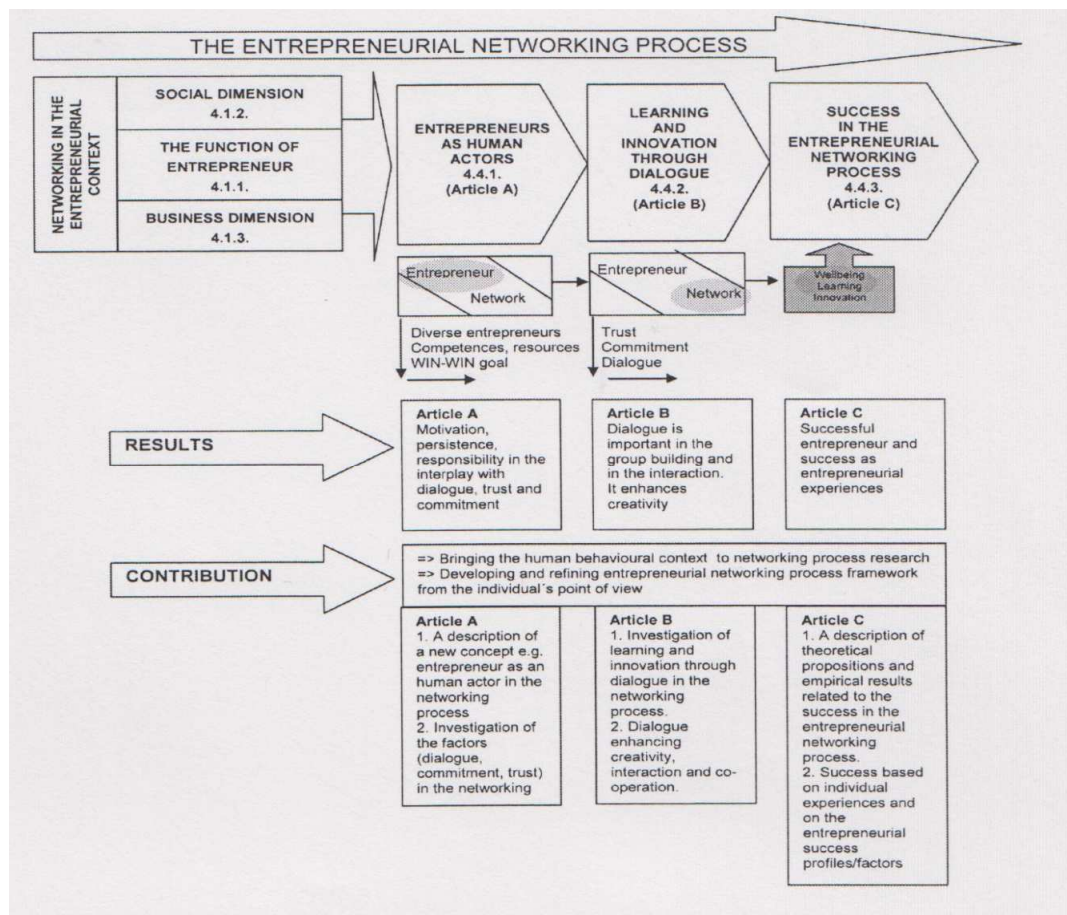 THE ENTREPRENEURIAL NETWORKING PROCESS
NETWORKING IN THE
ENTREPRENEURIAL
CONTEXT
SOCIAL DIMENSION
4.1.2.
THE FUNCTION OF
ENTREPRENEUR
4.1.1.
BUSINESS DIMENSION
4.1.3.
ENTREPRENEURS
AS HUMAN
ACTORS
4.4.1.
(Article A)
LEARNING
AND
INNOVATION
THROUGH
DIALOGUE
4.4.2.
(Article B)
SUCCESS
IN THE
ENTREPRENEURIAL
NETWORKING
PROCESS
4.4.3.
(Article C)
Entrepreneur
Network
Entrepreneur
Network
Wellbeing
Learning
Innovation
Diverse entrepreneurs
Competences, resources
WIN-WIN goal
Trust
Commitment
Dialogue
RESULTS
Article A
Motivation,
persistence,
responsibility in the
interplay with
dialogue, trust and
commitment
Article B
Dialogue is
important in the
group building and
in the interaction.
It enhances
creativity
Article C
Successful
entrepreneur and
success as
entrepreneurial
experiences
CONTRIBUTION
=> Bringing the human behavioural context to networking process research
=> Developing and refining entrepreneurial networking process framework
from the individual´s point of view
Article A
1. A description of
a new concept e.g.
entrepreneur as an
human actor in the
networking
process
2. Investigation of
the factors
(dialogue,
commitment, trust)
in the networking
Article B
1. Investigation of
learning and
innovation through
dialogue in the
networking
process.
2. Dialogue
enhancing
creativity,
interaction and co-
operation.
Article C
1. A description of
theoretical
propositions and
empirical results
related to the
success in the
entrepreneurial
networking
process.
2. Success based
on individual
experiences and
on the
entrepreneurial
success
profiles/factors